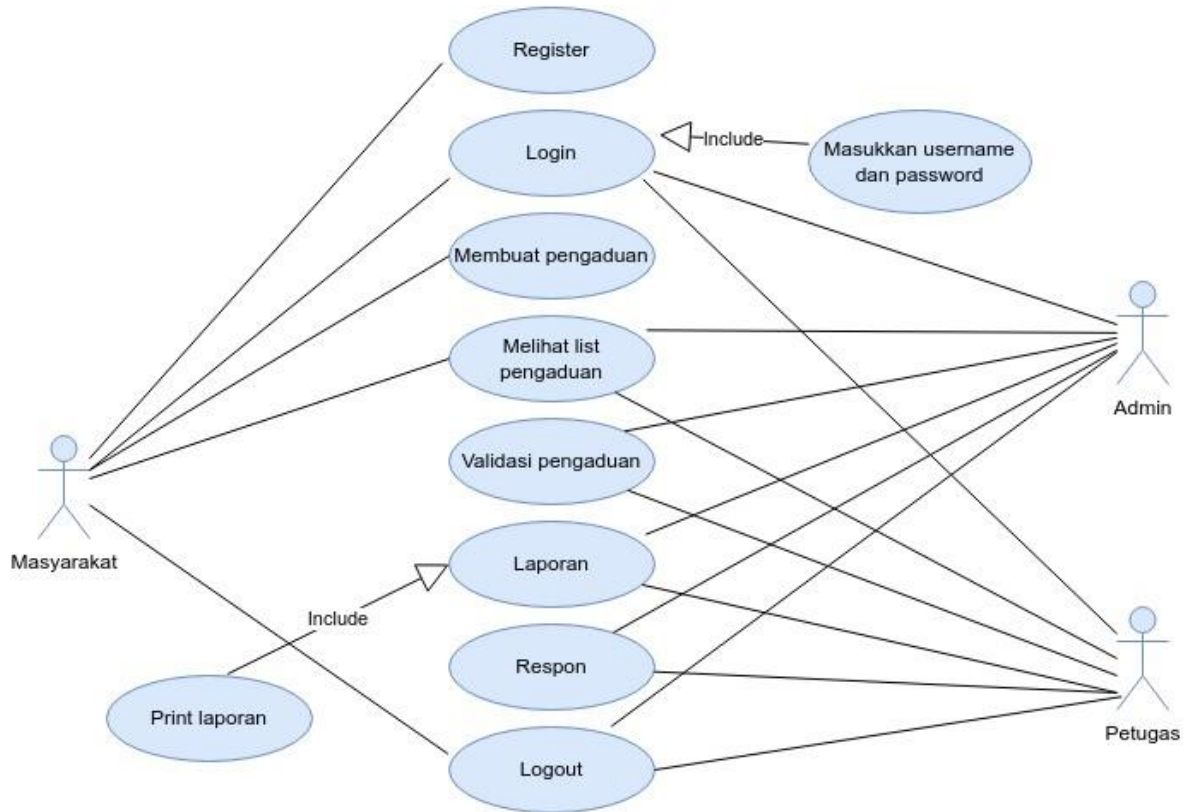 Register
Login
Include
Masukkan username
dan password
Membuat pengaduan
Melihat list
pengaduan
Admin
Validasi pengaduan
Masyarakat
Laporan
Include
Respon
Print laporan
Petugas
Logout